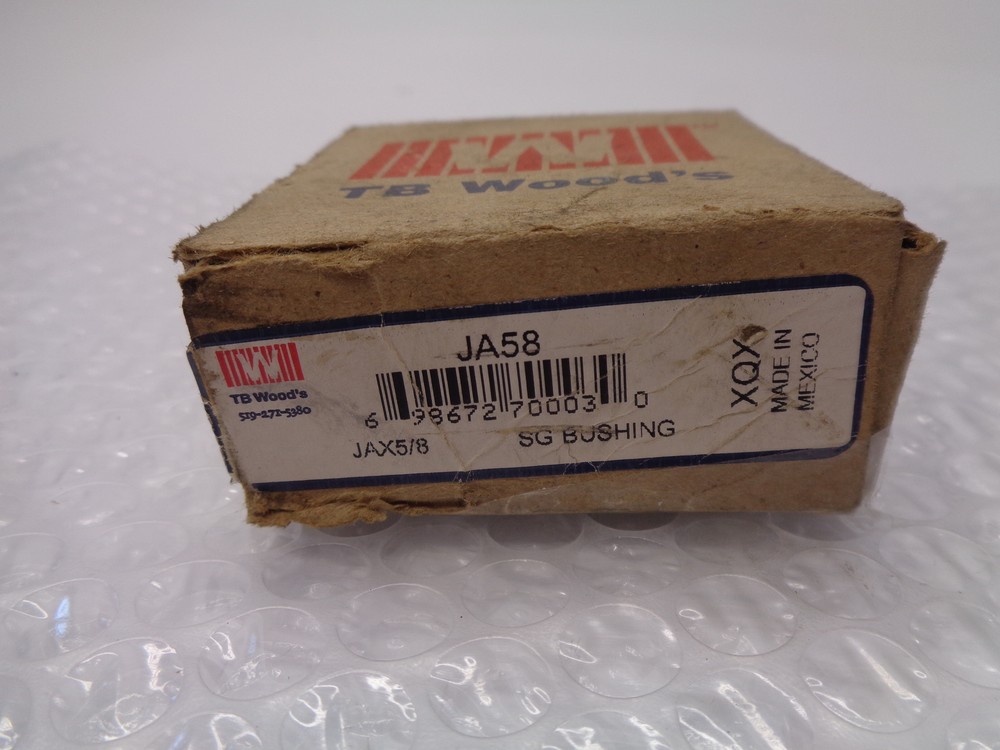 TB Wood's
JA58
TB Wood's
519-272-5380
6 98672 70003 0
JAX5/8 SG BUSHING
XQX
MADE IN
MEXICO